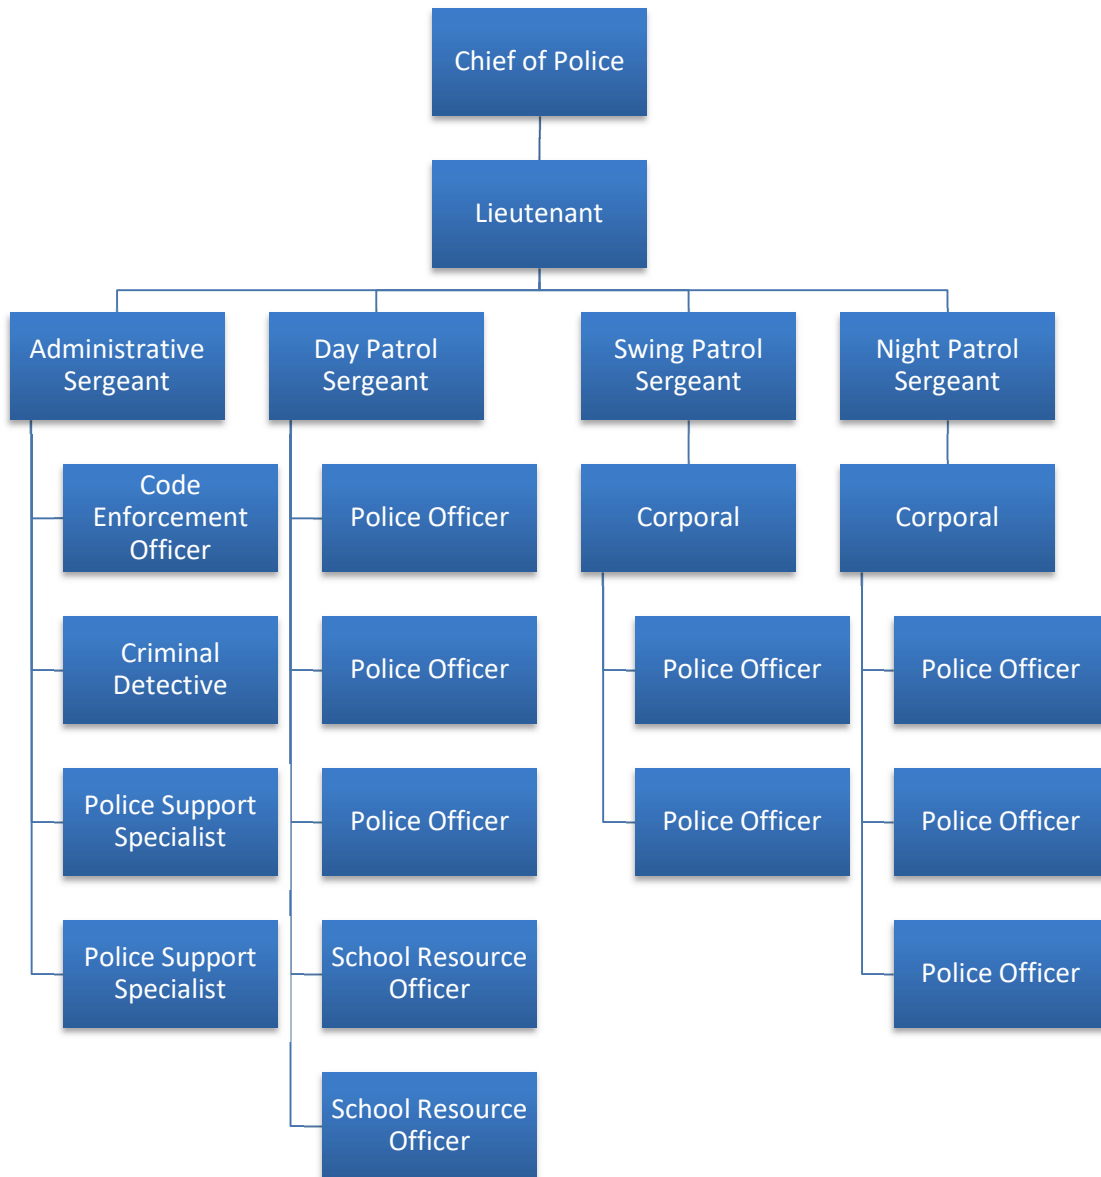 Chief of Police
Lieutenant
Administrative
Sergeant
Day Patrol
Sergeant
Swing Patrol
Sergeant
Night Patrol
Sergeant
Code
Enforcement
Officer
Police Officer
Corporal
Corporal
Criminal
Detective
Police Officer
Police Officer
Police Officer
Police Support
Specialist
Police Officer
Police Officer
Police Officer
Police Support
Specialist
School Resource
Officer
Police Officer
School Resource
Officer